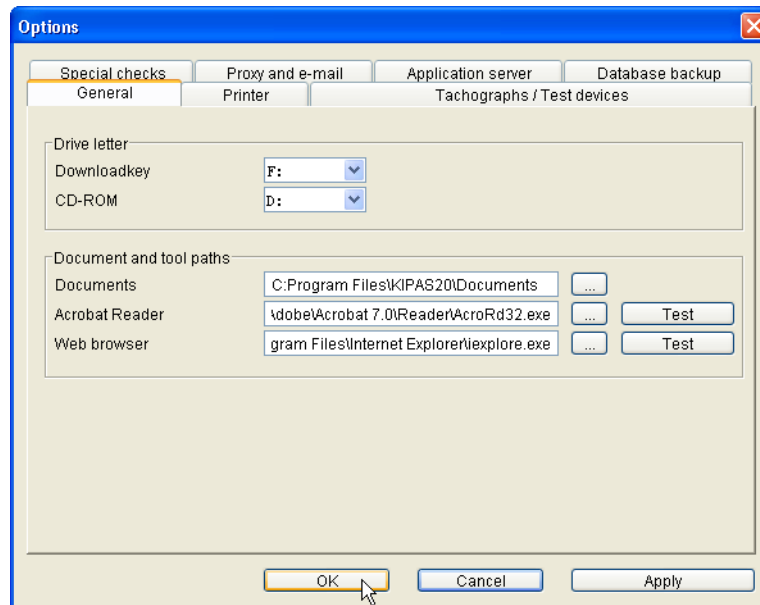 Options
Special checks Proxy and e-mail Application server Database backup
General Printer Tachographs / Test devices
Drive letter
Downloadkey F:
CD-ROM D:
Document and tool paths
Documents C:Program Files\KIPAS20\Documents ...
Acrobat Reader \dobe\Acrobat 7.0\Reader\AcroRd32.exe ... Test
Web browser gram Files\Internet Explorer\iexplore.exe ... Test
OK Cancel Apply